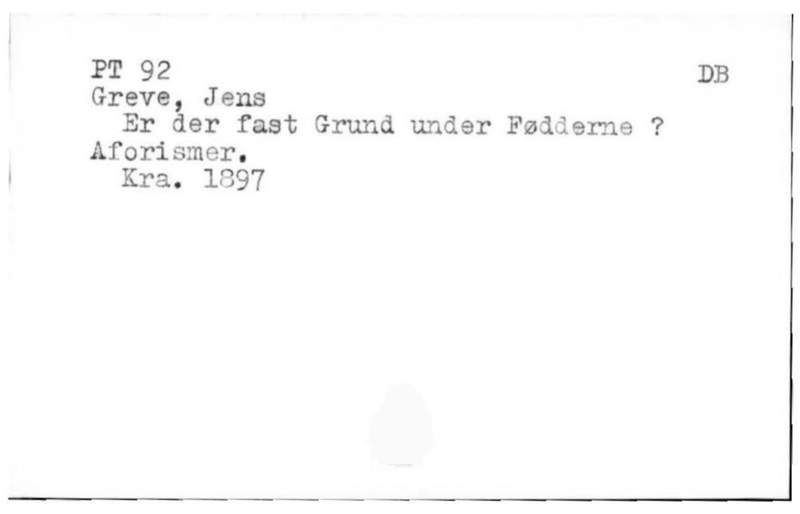 PT 92 DB
Greve, Jens
Er der fast Grund under Fødderne ?
Aforismer.
Kra. 1897